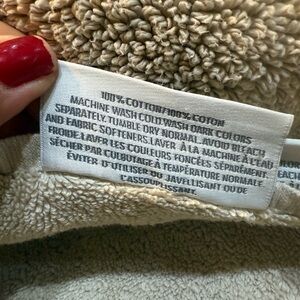 100% COTTON/100% COTON
MACHINE WASH COLD.WASH DARK COLORS
SEPARATELY. TUMBLE DRY NORMAL.AVOID BLEACH
AND FABRIC SOFTENERS.LAVER À LA MACHINE À L'EAU
FROIDE.LAVER LES COULEURS FONCÉES SÉPARÉMENT.
SÉCHER PAR CULBUTAGE À TEMPÉRATURE NORMALE.
ÉVITER D'UTILISER DU JAVELLISANT OU DE
L'ASSOUPLISSANT.